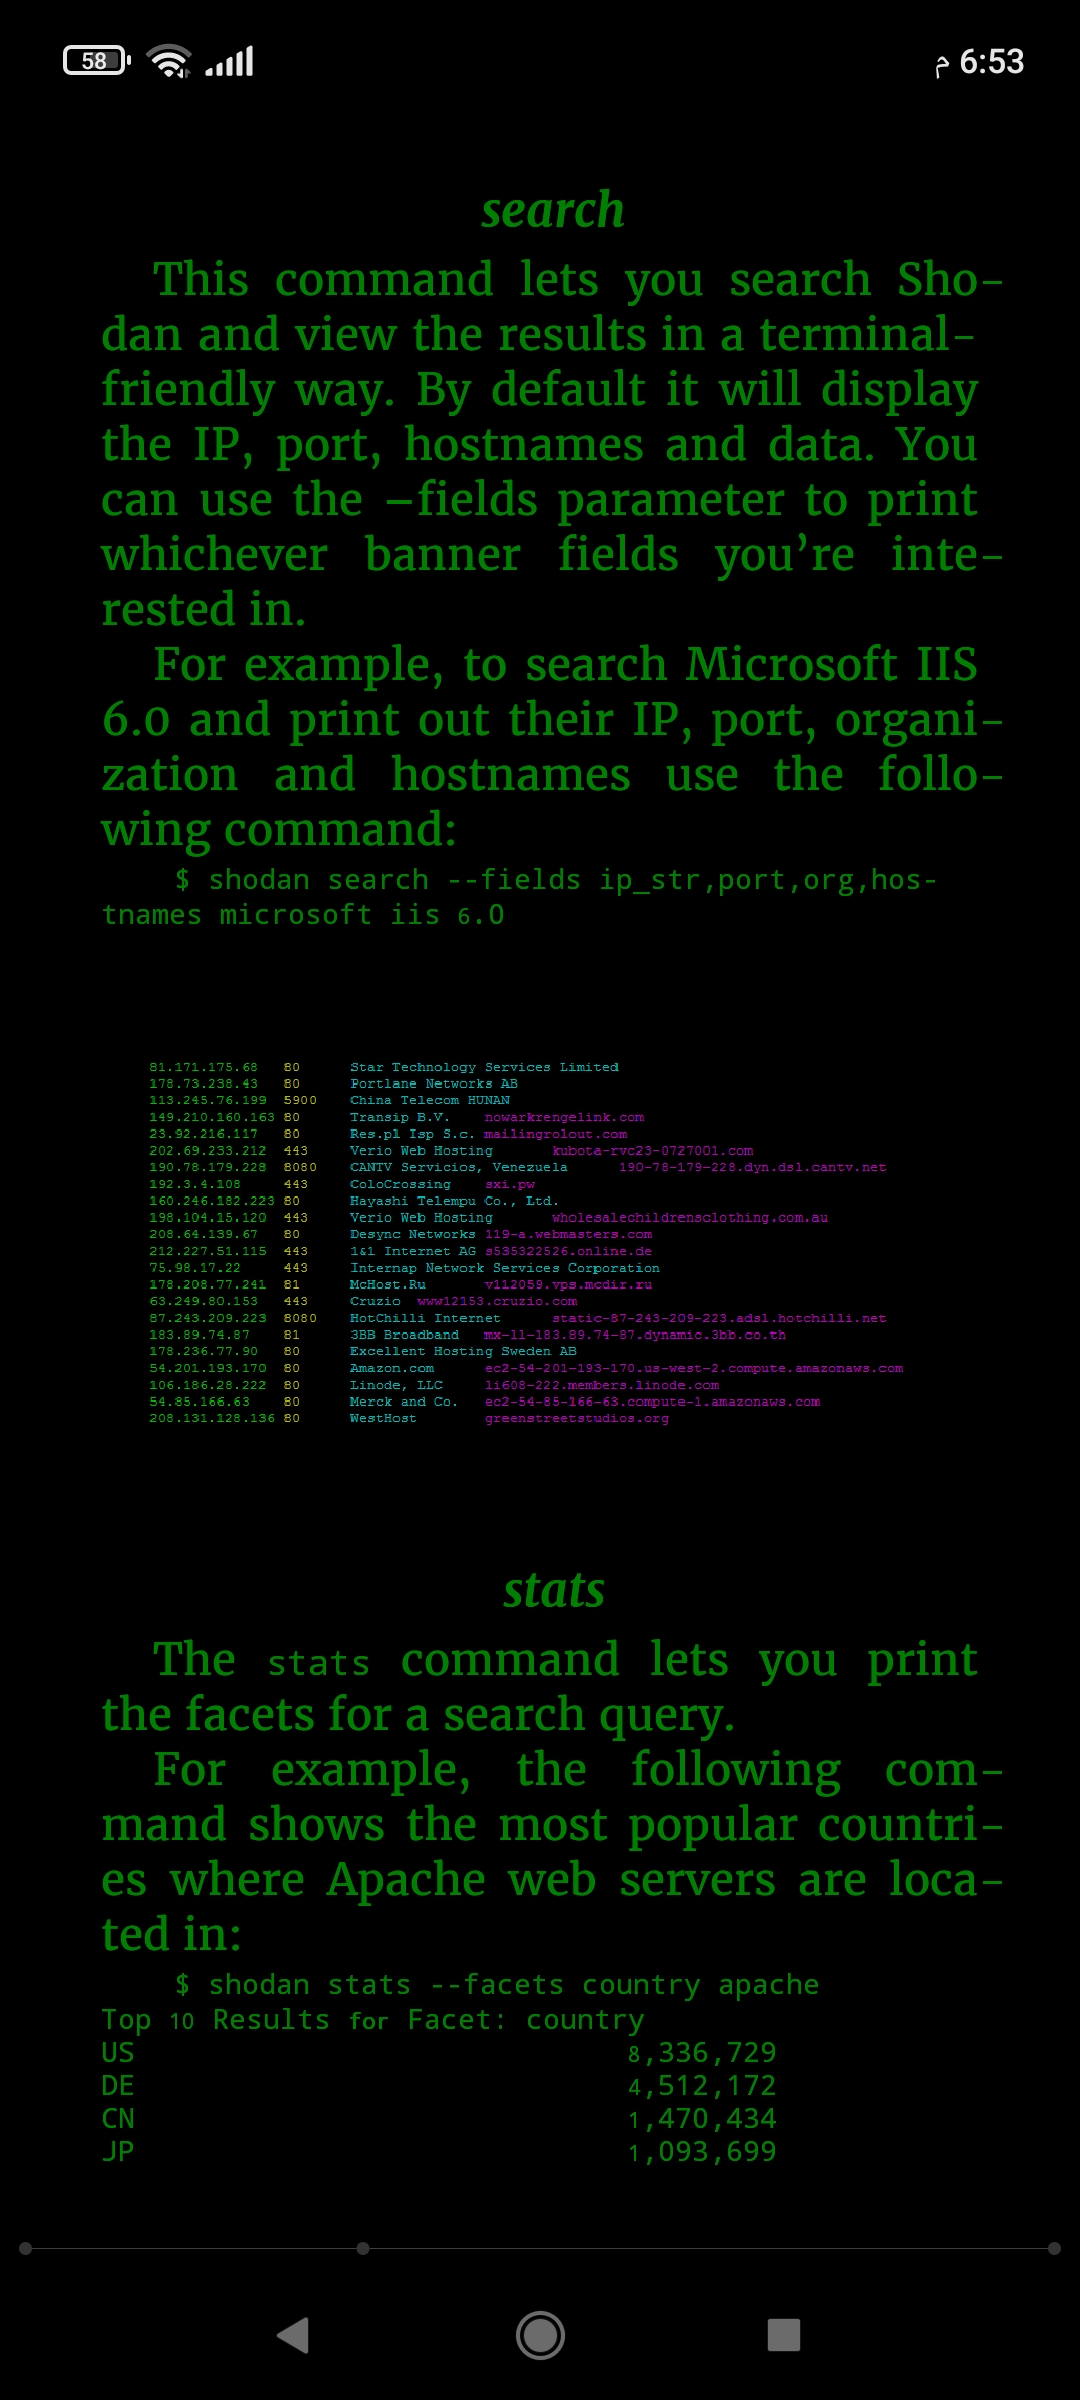 58
6:53 م
search
This command lets you search Sho-
dan and view the results in a terminal-
friendly way. By default it will display
the IP, port, hostnames and data. You
can use the –fields parameter to print
whichever banner fields you’re inte-
rested in.
For example, to search Microsoft IIS
6.0 and print out their IP, port, organi-
zation and hostnames use the follo-
wing command:
$ shodan search --fields ip_str,port,org,hos-
tnames microsoft iis 6.0
81.171.175.68 80 Star Technology Services Limited
178.73.238.43 80 Portlane Networks AB
113.245.76.199 5900 China Telecom HUNAN
149.210.160.163 80 Transip B.V. nowarkrengelink.com
23.92.216.117 80 Res.pl Isp S.c. mailingrolout.com
202.69.233.212 443 Verio Web Hosting kubota-rvc23-0727001.com
190.78.179.228 8080 CANTV Servicios, Venezuela 190-78-179-228.dyn.dsl.cantv.net
192.3.4.108 443 ColoCrossing sxi.pw
160.246.182.223 80 Hayashi Telempu Co., Ltd.
198.104.15.120 443 Verio Web Hosting wholesalechildrensclothing.com.au
208.64.139.67 80 Desync Networks 119-a.webmasters.com
212.227.51.115 443 1&1 Internet AG s535322526.online.de
75.98.17.22 443 Internap Network Services Corporation
178.208.77.241 81 McHost.Ru v112059.vps.mcdir.ru
63.249.80.153 443 Cruzio www12153.cruzio.com
87.243.209.223 8080 HotChilli Internet static-87-243-209-223.adsl.hotchilli.net
183.89.74.87 81 3BB Broadband mx-ll-183.89.74-87.dynamic.3bb.co.th
178.236.77.90 80 Excellent Hosting Sweden AB
54.201.193.170 80 Amazon.com ec2-54-201-193-170.us-west-2.compute.amazonaws.com
106.186.28.222 80 Linode, LLC li608-222.members.linode.com
54.85.166.63 80 Merck and Co. ec2-54-85-166-63.compute-1.amazonaws.com
208.131.128.136 80 WestHost greenstreetstudios.org
stats
The stats command lets you print
the facets for a search query.
For example, the following com-
mand shows the most popular countri-
es where Apache web servers are loca-
ted in:
$ shodan stats --facets country apache
Top 10 Results for Facet: country
US 8,336,729
DE 4,512,172
CN 1,470,434
JP 1,093,699